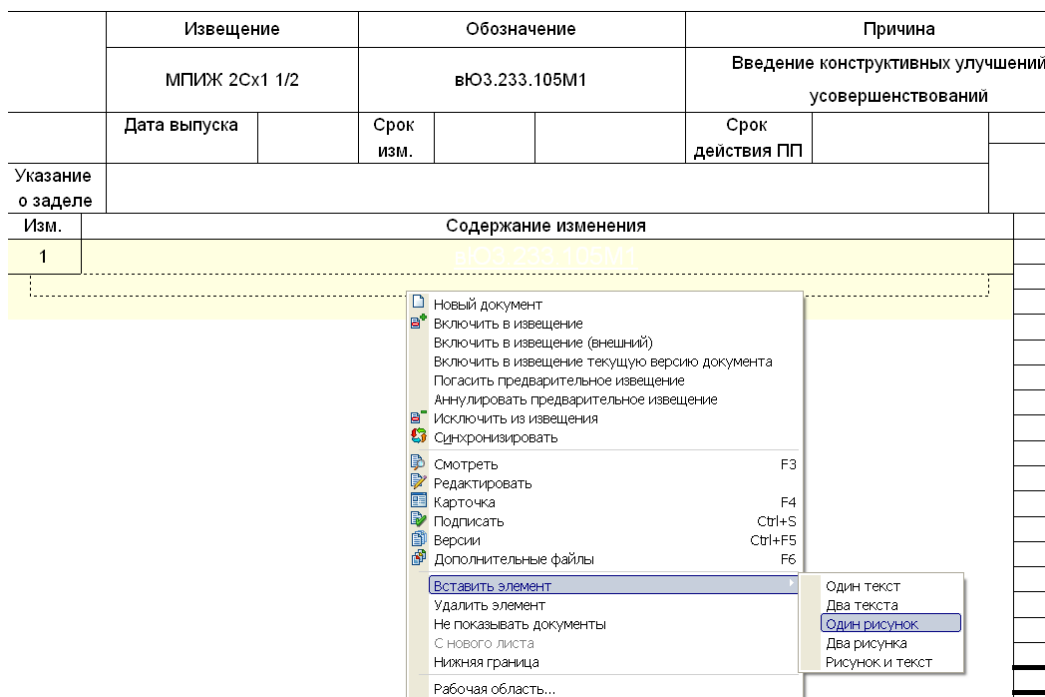 Извещение Обозначение Причина
МПИЖ 2Сх1 1/2 вЮ3.233.105М1 Введение конструктивных улучшений
усовершенствований
Дата выпуска Срок изм. Срок действия ПП
Указание о заделе
Изм. Содержание изменения
1 вЮ3.233.105М1
Новый документ
Включить в извещение
Включить в извещение (внешний)
Включить в извещение текущую версию документа
Погасить предварительное извещение
Аннулировать предварительное извещение
Исключить из извещения
Синхронизировать
Смотреть F3
Редактировать
Карточка F4
Подписать Ctrl+S
Версии Ctrl+F5
Дополнительные файлы F6
Вставить элемент
Удалить элемент
Не показывать документы
С нового листа
Нижняя граница
Рабочая область...
Один текст
Два текста
Один рисунок
Два рисунка
Рисунок и текст